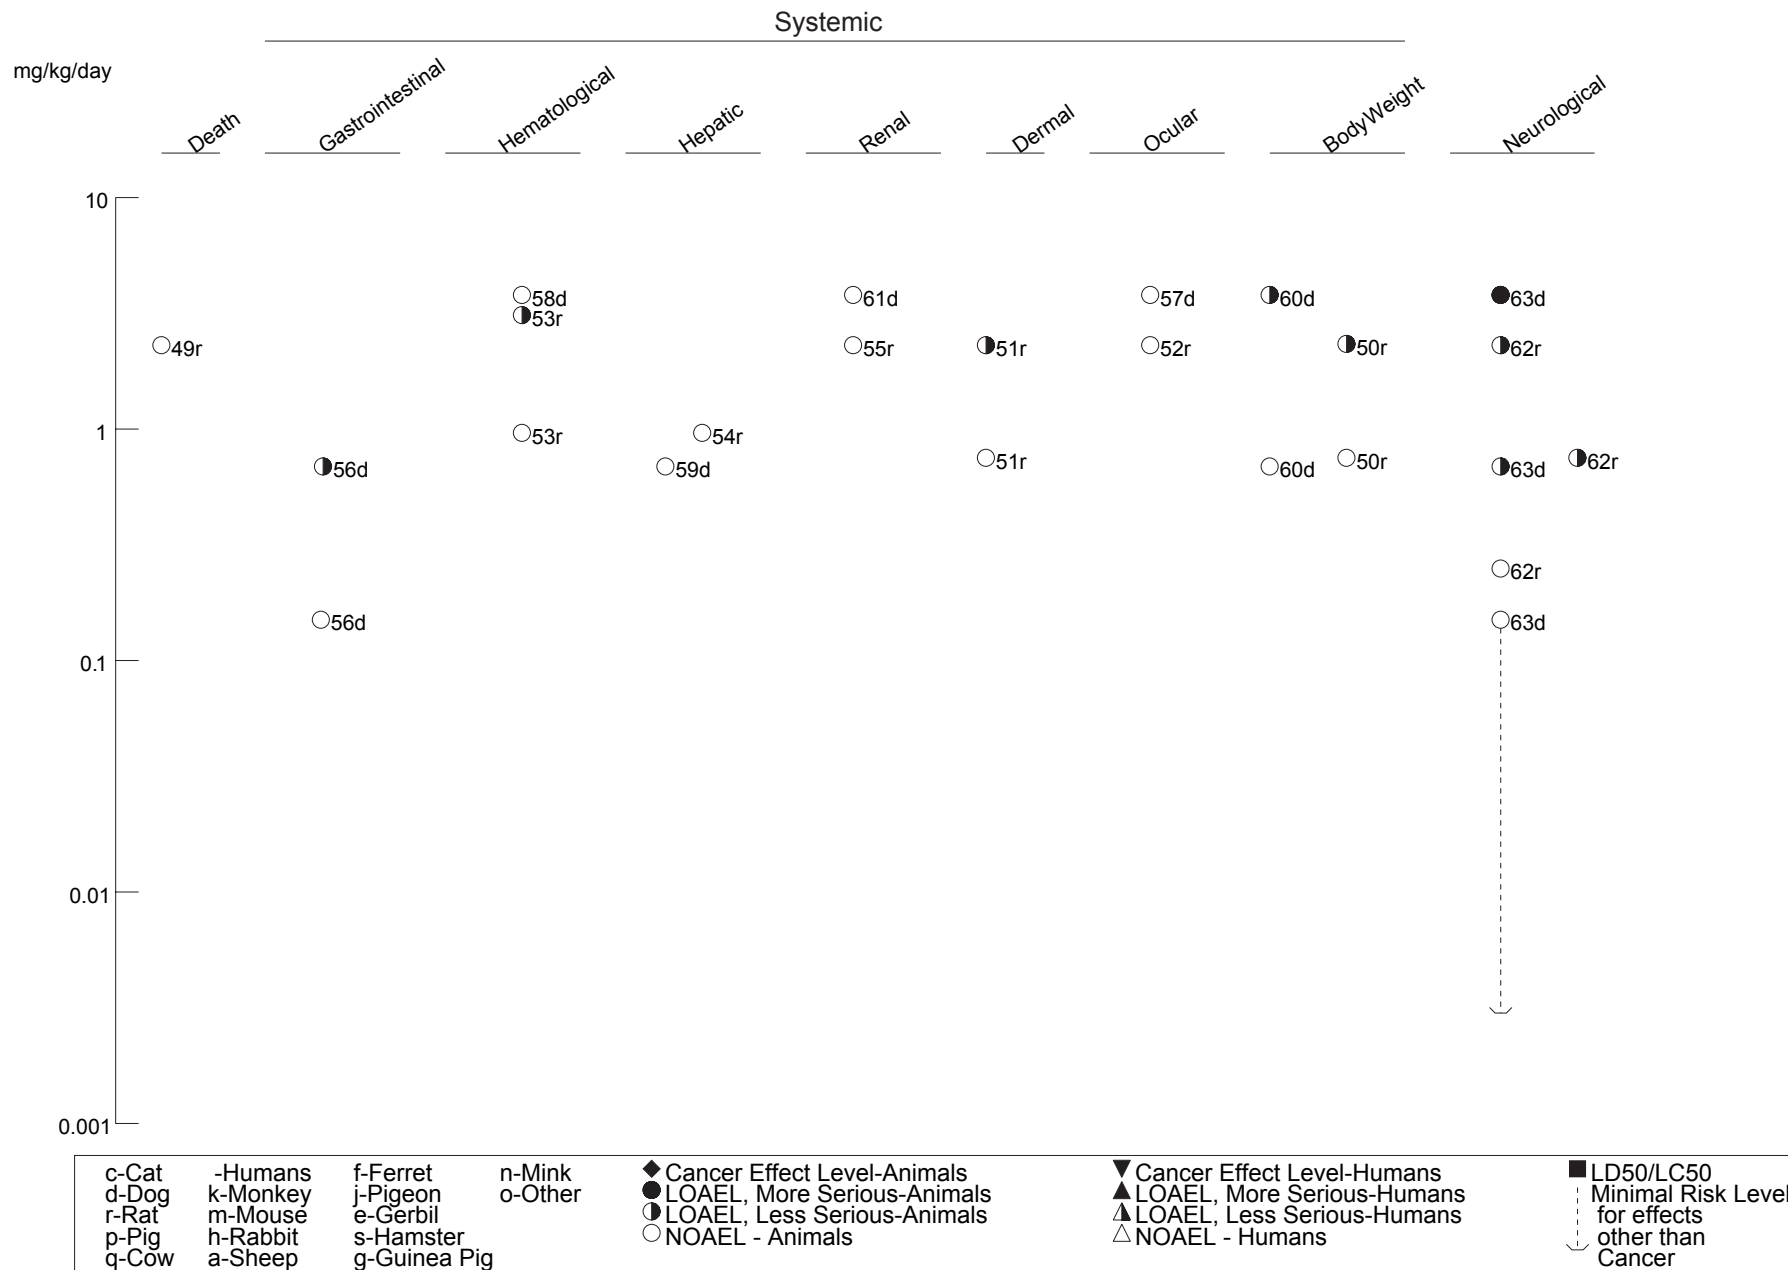 Systemic
mg/kg/day
Death Gastrointestinal Hematological Hepatic Renal Dermal Ocular BodyWeight Neurological
10
58d 61d 57d 60d 63d
53r
49r 55r 51r 52r 50r 62r
1
53r 54r
56d 59d 51r 60d 50r 63d 62r
62r
56d 63d
0.1
0.01
0.001
c-Cat -Humans f-Ferret n-Mink Cancer Effect Level-Animals Cancer Effect Level-Humans LD50/LC50
d-Dog k-Monkey j-Pigeon o-Other LOAEL, More Serious-Animals LOAEL, More Serious-Humans Minimal Risk Level
r-Rat m-Mouse e-Gerbil LOAEL, Less Serious-Animals LOAEL, Less Serious-Humans for effects
p-Pig h-Rabbit s-Hamster NOAEL - Animals NOAEL - Humans other than
q-Cow a-Sheep g-Guinea Pig Cancer